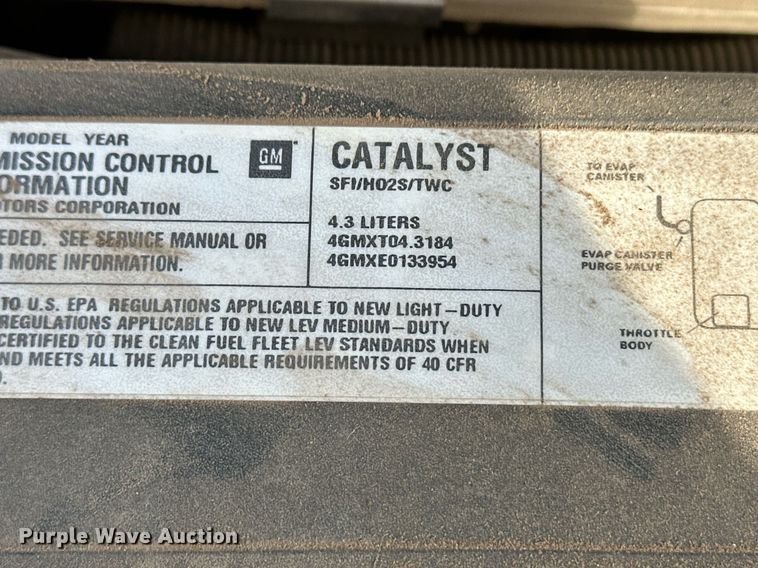 MODEL YEAR
MISSION CONTROL
ORMATION
OTORS CORPORATION
GM
CATALYST
SFI/HO2S/TWC
4.3 LITERS
4GMXT04.3184
4GMXE0133954
EDED. SEE SERVICE MANUAL OR
R MORE INFORMATION.
TO U.S. EPA REGULATIONS APPLICABLE TO NEW LIGHT-DUTY
REGULATIONS APPLICABLE TO NEW LEV MEDIUM-DUTY
CERTIFIED TO THE CLEAN FUEL FLEET LEV STANDARDS WHEN
ND MEETS ALL THE APPLICABLE REQUIREMENTS OF 40 CFR
).
TO EVAP
CANISTER
EVAP CANISTER
PURGE VALVE
THROTTLE
BODY
Purple Wave Auction